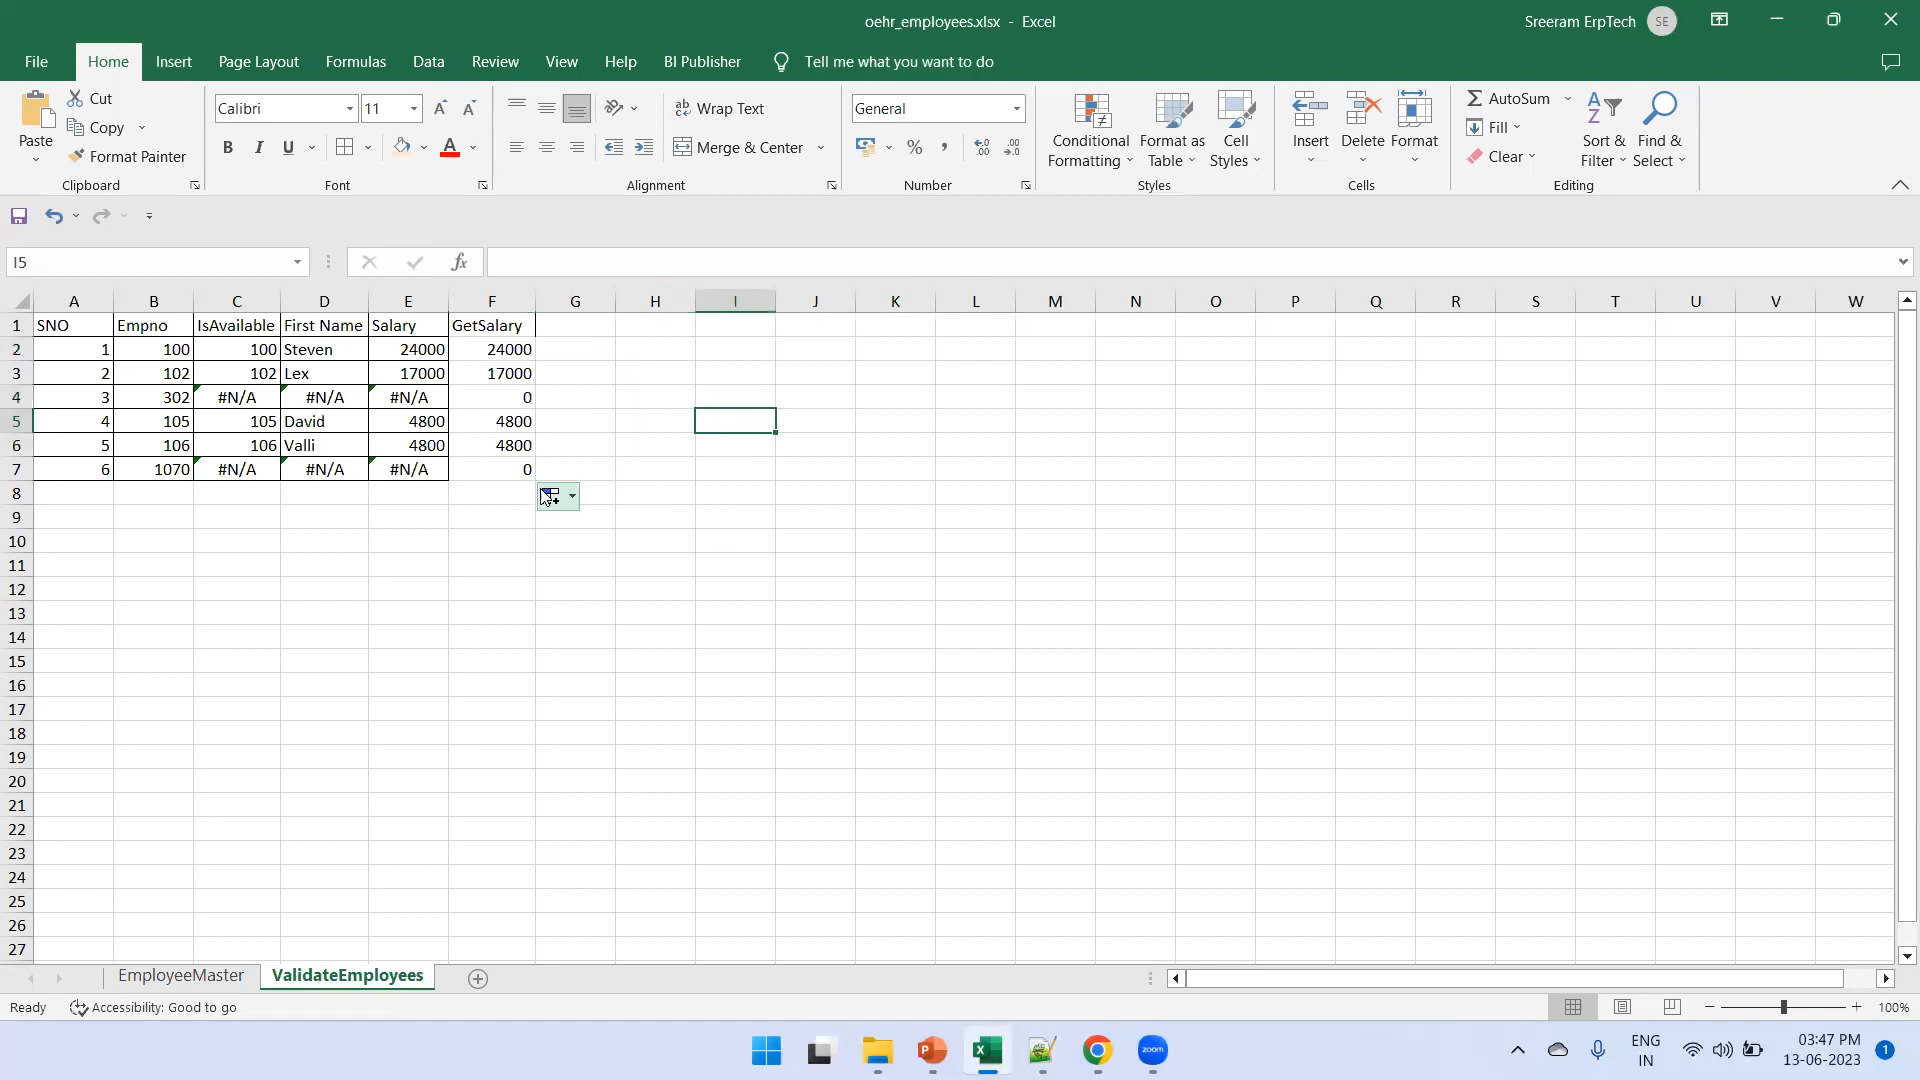 oehr_employees.xlsx - Excel
Sreeram ErpTech SE
File Home Insert Page Layout Formulas Data Review View Help BI Publisher Tell me what you want to do
Paste
Cut
Copy
Format Painter
Clipboard
Calibri 11
B I U A
Font
ab Wrap Text
Merge & Center
Alignment
General
% ,
Number
Conditional Formatting
Format as Table
Cell Styles
Styles
Insert Delete Format
Cells
AutoSum
Fill
Clear
Sort & Filter
Find & Select
Editing
I5 fx
A B C D E F G H I J K L M N O P Q R S T U V W
1 SNO Empno IsAvailable First Name Salary GetSalary
2 1 100 100 Steven 24000 24000
3 2 102 102 Lex 17000 17000
4 3 302 #N/A #N/A #N/A 0
5 4 105 105 David 4800 4800
6 5 106 106 Valli 4800 4800
7 6 1070 #N/A #N/A #N/A 0
8
9
10
11
12
13
14
15
16
17
18
19
20
21
22
23
24
25
26
27
EmployeeMaster ValidateEmployees
Ready Accessibility: Good to go 100%
zoom
ENG IN
03:47 PM
13-06-2023
1